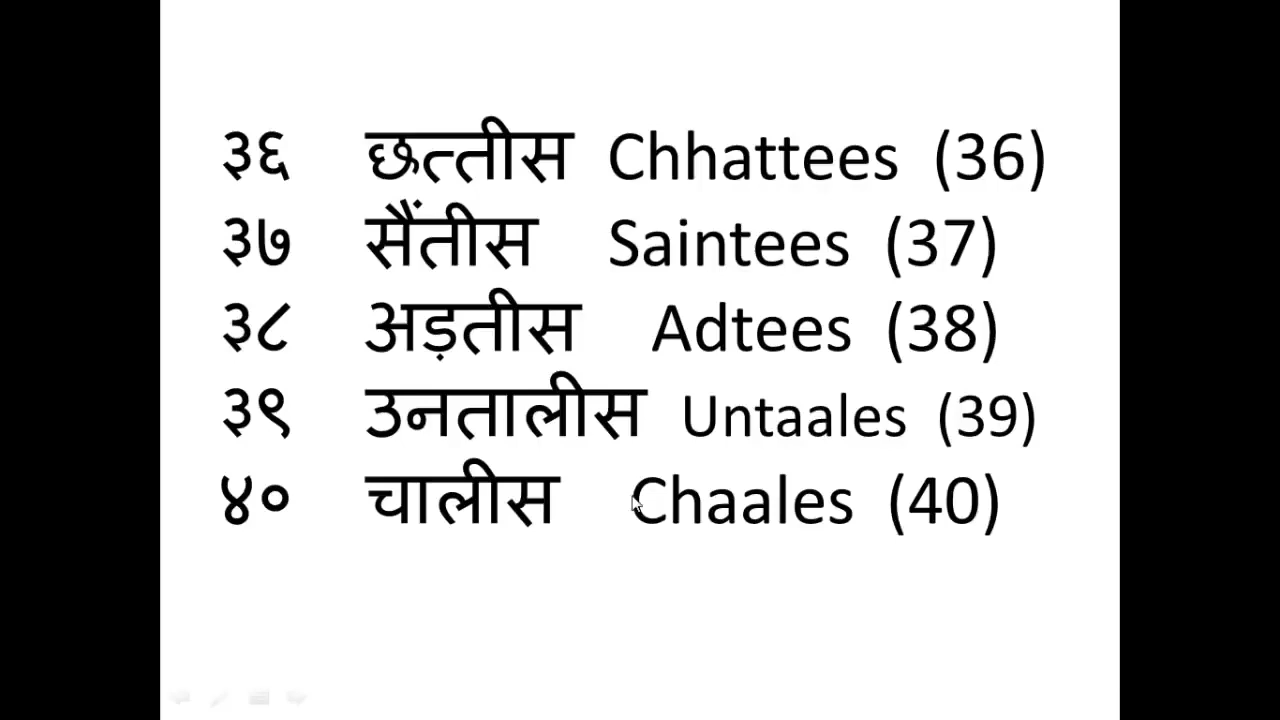 ३६ छत्तीस Chhattees (36)
३७ सैंतीस Saintees (37)
३८ अड़तीस Adtees (38)
३९ उनतालीस Untaales (39)
४० चालीस Chaales (40)